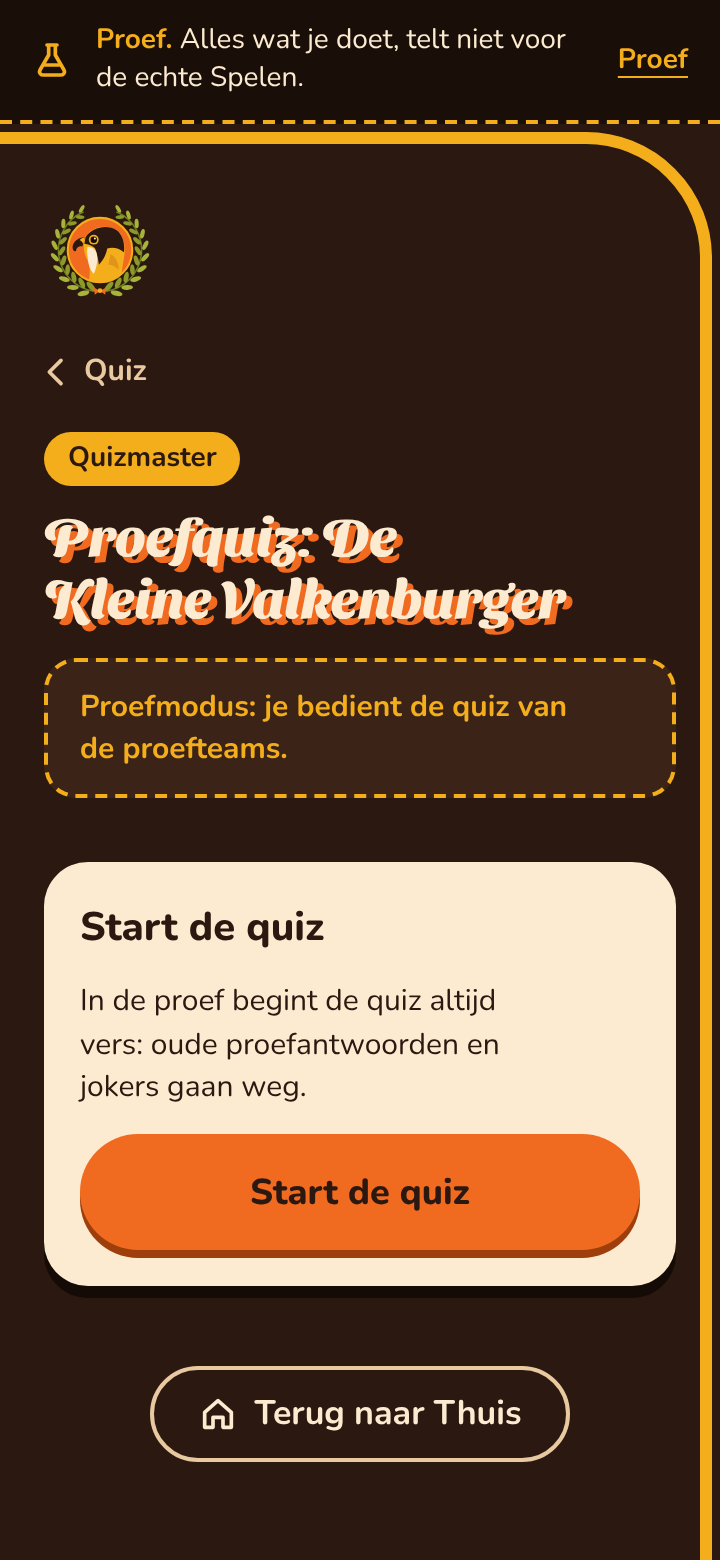 Proef. Alles wat je doet, telt niet voor
de echte Spelen.
Proef
Quiz
Quizmaster
Proefquiz: De
Kleine Valkenburger
Proefmodus: je bedient de quiz van
de proefteams.
Start de quiz
In de proef begint de quiz altijd
vers: oude proefantwoorden en
jokers gaan weg.
Start de quiz
Terug naar Thuis